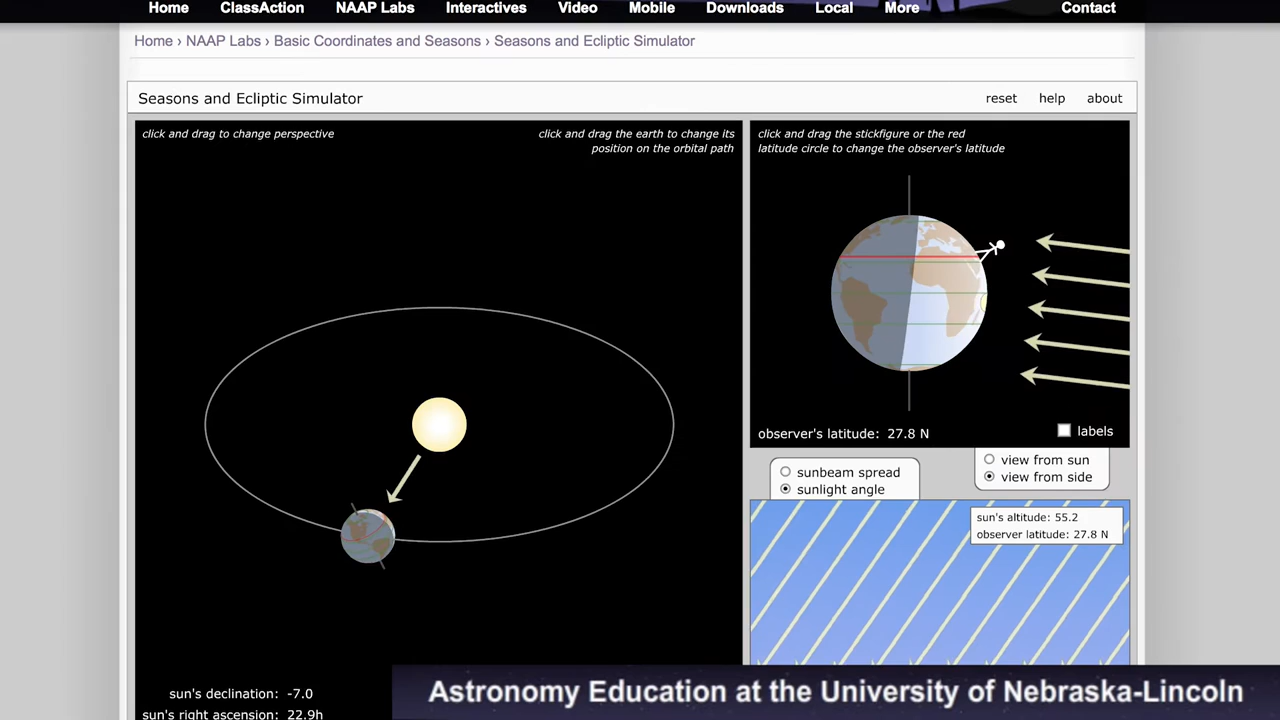 Home ClassAction NAAP Labs Interactives Video Mobile Downloads Local More Contact
Home › NAAP Labs › Basic Coordinates and Seasons › Seasons and Ecliptic Simulator
Seasons and Ecliptic Simulator
reset help about
click and drag to change perspective
click and drag the earth to change its
position on the orbital path
click and drag the stickfigure or the red
latitude circle to change the observer's latitude
observer's latitude: 27.8 N
labels
sunbeam spread
sunlight angle
view from sun
view from side
sun's altitude: 55.2
observer latitude: 27.8 N
sun's declination: -7.0
sun's right ascension: 22.9h
Astronomy Education at the University of Nebraska-Lincoln